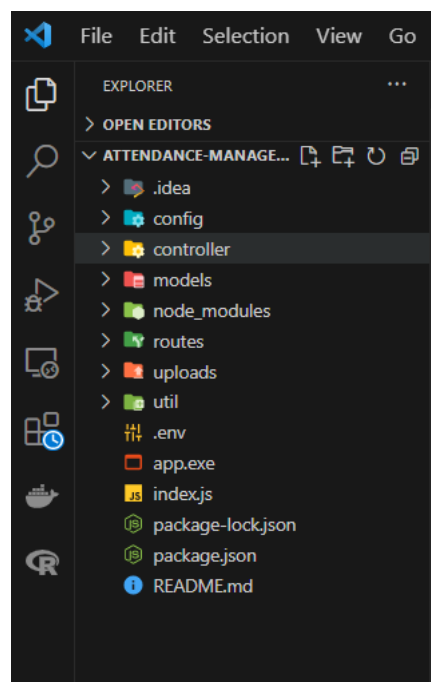 File Edit Selection View Go
EXPLORER
OPEN EDITORS
ATTENDANCE-MANAGE...
.idea
config
controller
models
node_modules
routes
uploads
util
.env
app.exe
JS index.js
package-lock.json
package.json
README.md